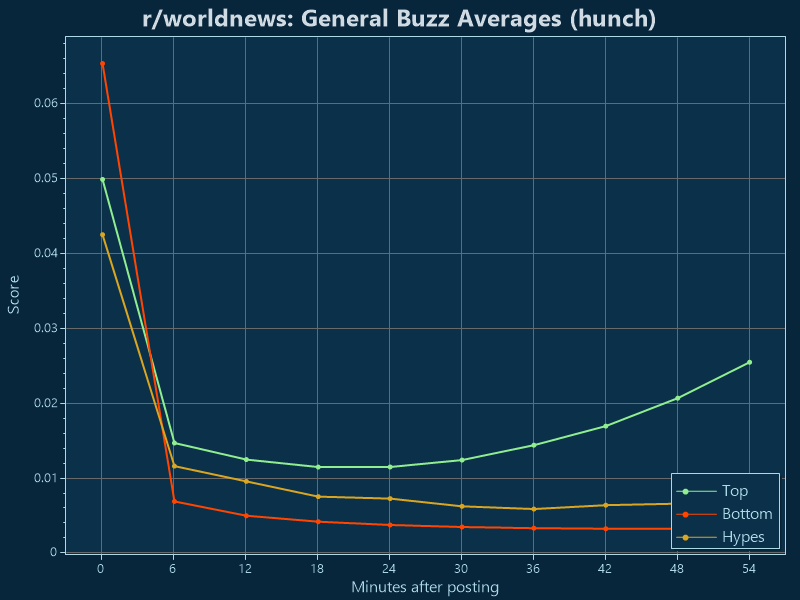 r/worldnews: General Buzz Averages (hunch)
0.06
0.05
0.04
0.03
0.02
0.01
0
Score
0 6 12 18 24 30 36 42 48 54
Minutes after posting
Top
Bottom
Hypes